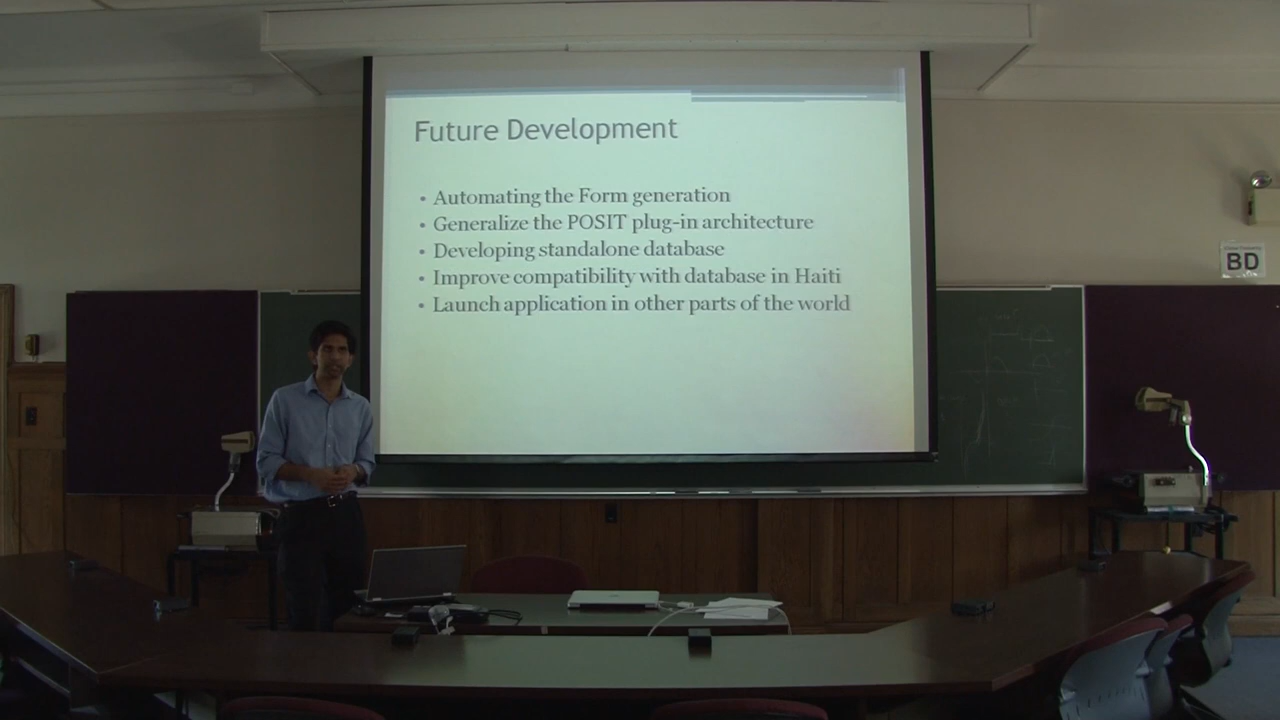 Future Development
• Automating the Form generation
• Generalize the POSIT plug-in architecture
• Developing standalone database
• Improve compatibility with database in Haiti
• Launch application in other parts of the world
BD